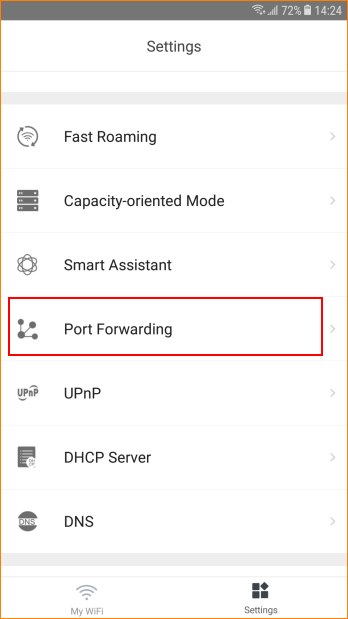 72% 14:24
Settings
Fast Roaming
Capacity-oriented Mode
Smart Assistant
Port Forwarding
UPnP UPnP
DHCP Server
DNS DNS
My WiFi Settings